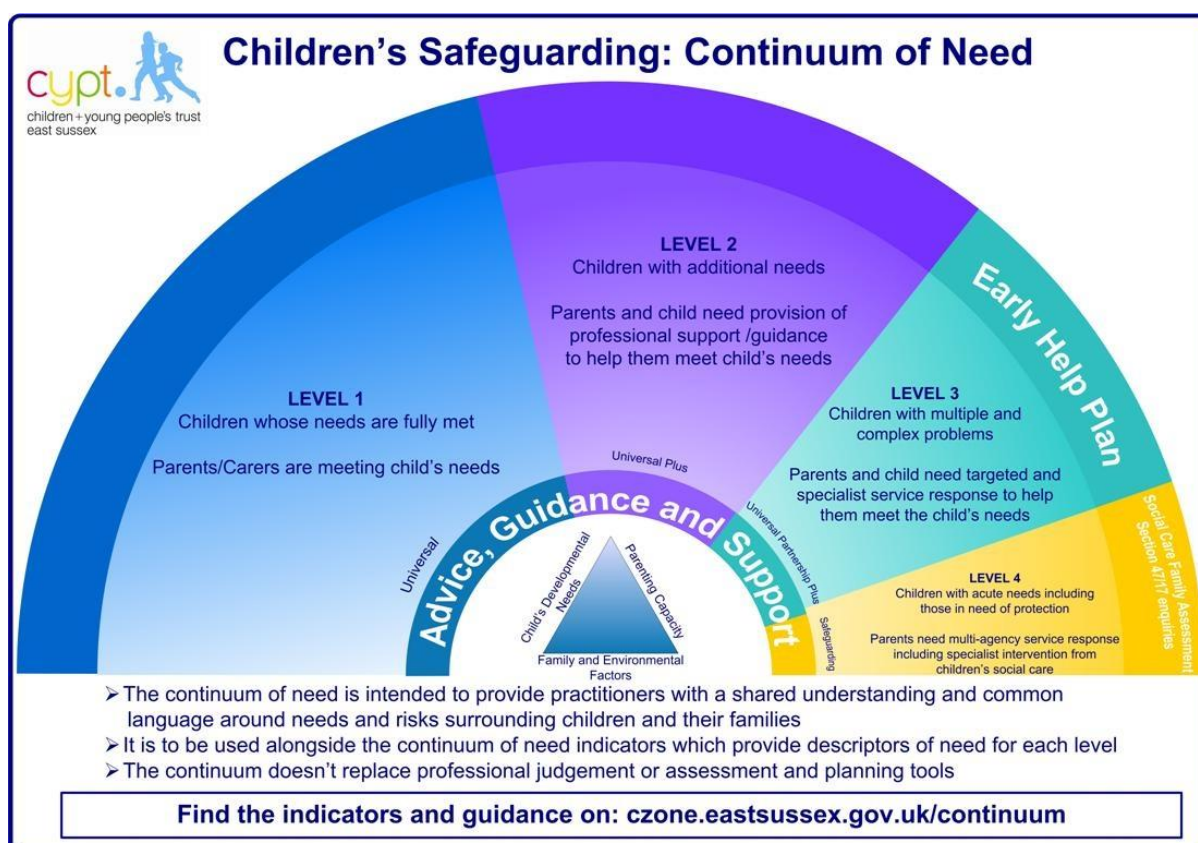 Children's Safeguarding: Continuum of Need
cypt.
children + young people's trust
east sussex
LEVEL 1
Children whose needs are fully met
Parents/Carers are meeting child's needs
LEVEL 2
Children with additional needs
Parents and child need provision of
professional support /guidance
to help them meet child's needs
LEVEL 3
Children with multiple and
complex problems
Parents and child need targeted and
specialist service response to help
them meet the child's needs
LEVEL 4
Children with acute needs including
those in need of protection
Parents need multi-agency service response
including specialist intervention from
children's social care
Early Help Plan
Social Care Family Assessment
Section 47/17 enquiries
Universal
Universal Plus
Universal Partnership Plus
Safeguarding
Advice, Guidance and Support
Child's Developmental
Needs
Parenting Capacity
Family and Environmental
Factors
➢ The continuum of need is intended to provide practitioners with a shared understanding and common
language around needs and risks surrounding children and their families
➢ It is to be used alongside the continuum of need indicators which provide descriptors of need for each level
➢ The continuum doesn't replace professional judgement or assessment and planning tools
Find the indicators and guidance on: czone.eastsussex.gov.uk/continuum